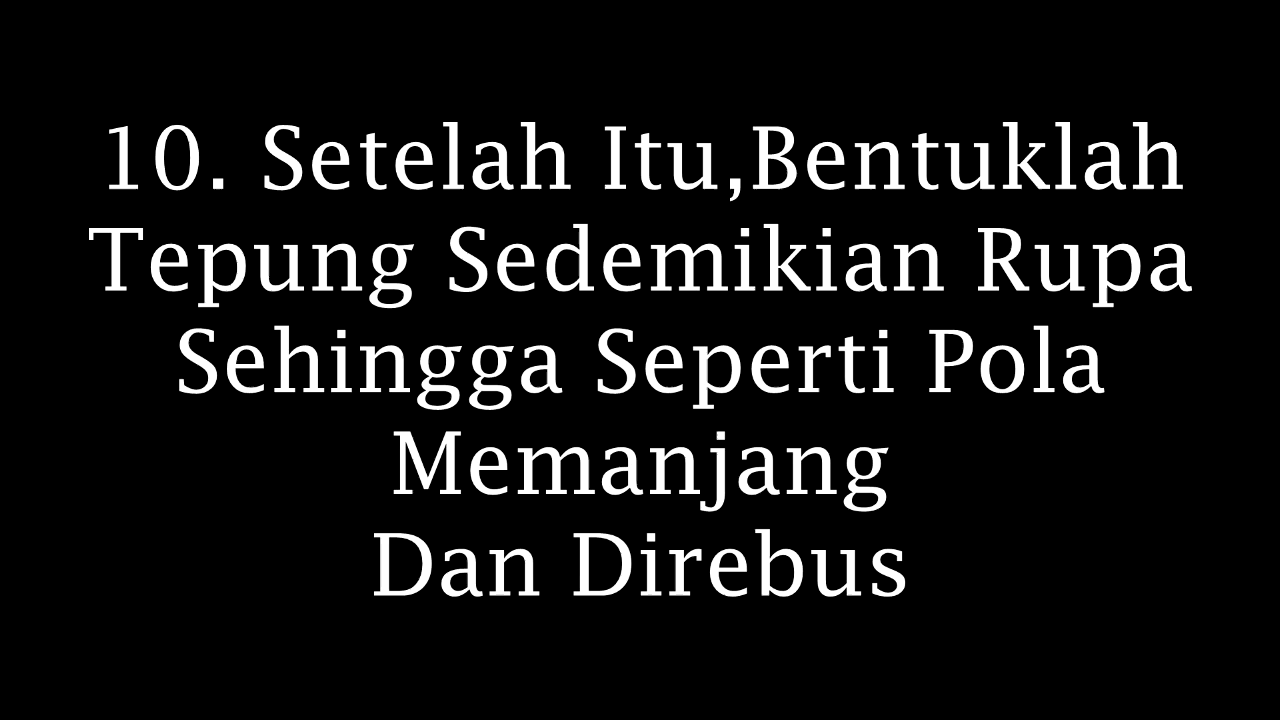 10. Setelah Itu,Bentuklah
Tepung Sedemikian Rupa
Sehingga Seperti Pola
Memanjang
Dan Direbus